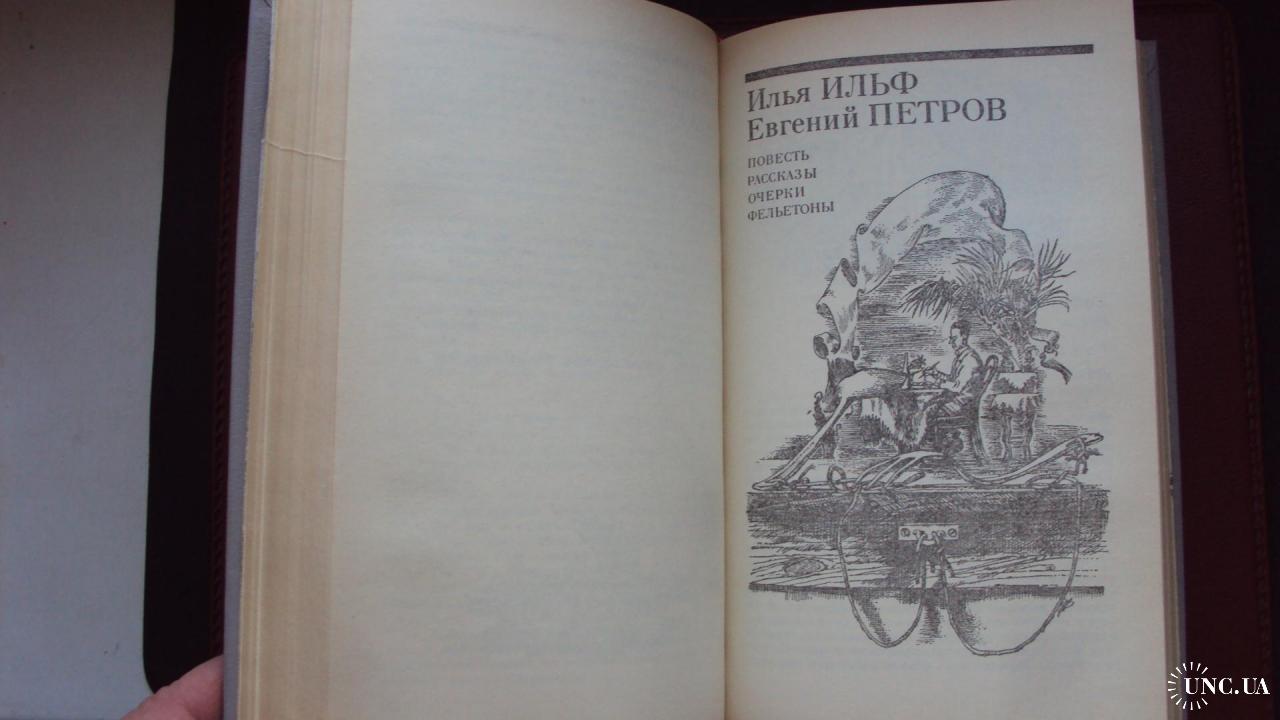 Илья ИЛЬФ
Евгений ПЕТРОВ
ПОВЕСТЬ
РАССКАЗЫ
ОЧЕРКИ
ФЕЛЬЕТОНЫ
UNC.UA